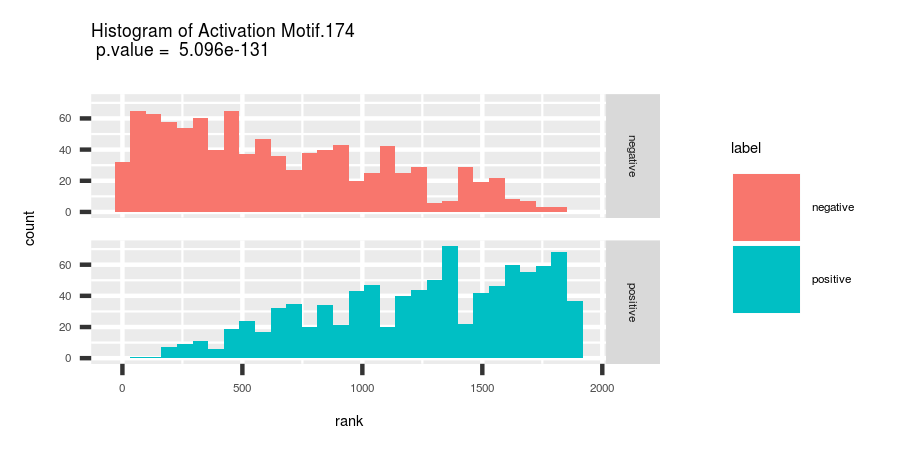 Histogram of Activation Motif.174
p.value = 5.096e-131
count
60
40
20
0
negative
60
40
20
0
positive
0 500 1000 1500 2000
rank
label
negative
positive